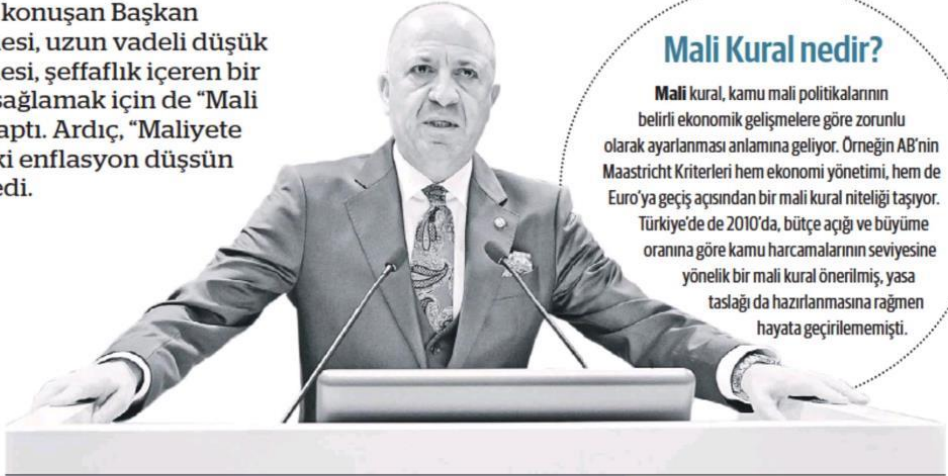 konuşan Başkan
esi, uzun vadeli düşük
esi, şeffaflık içeren bir
sağlamak için de “Mali
aptı. Ardıç, “Maliyete
ki enflasyon düşsün
edi.
Mali Kural nedir?
Mali kural, kamu mali politikalarının
belirli ekonomik gelişmelere göre zorunlu
olarak ayarlanması anlamına geliyor. Örneğin AB’nin
Maastricht Kriterleri hem ekonomi yönetimi, hem de
Euro’ya geçiş açısından bir mali kural niteliği taşıyor.
Türkiye’de de 2010’da, bütçe açığı ve büyüme
oranına göre kamu harcamalarının seviyesine
yönelik bir mali kural önerilmiş, yasa
taslağı da hazırlanmasına rağmen
hayata geçirilememişti.